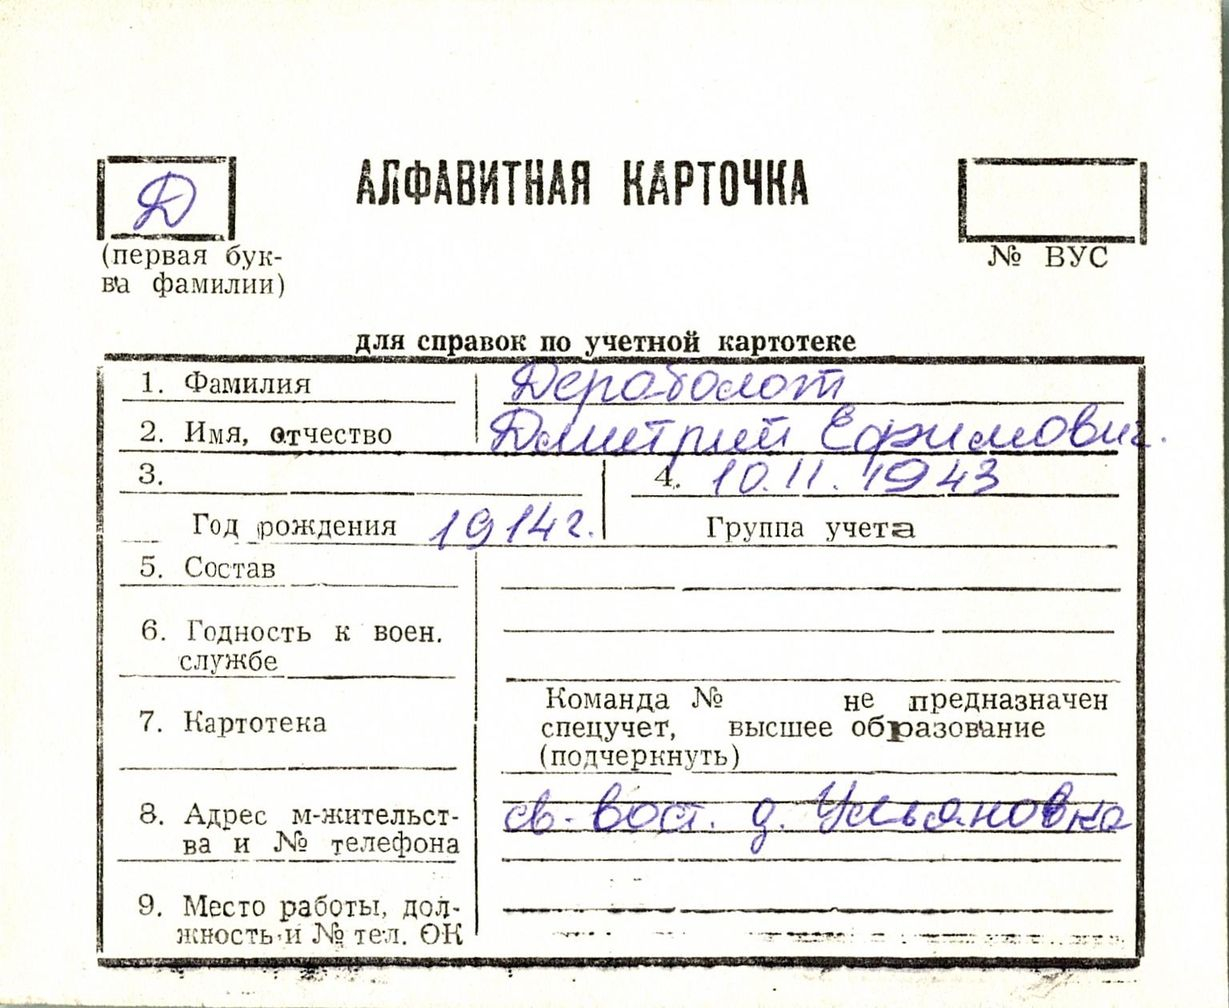 Д
АЛФАВИТНАЯ КАРТОЧКА
(первая бук-
ва фамилии)
№ ВУС
для справок по учетной картотеке
1. Фамилия Дероболот
2. Имя, отчество Дмитрий Ефимович.
3. 4. 10.11.1943
Год рождения 1914г. Группа учета
5. Состав
6. Годность к воен.
службе
7. Картотека
Команда № не предназначен
спецучет, высшее образование
(подчеркнуть)
8. Адрес м-жительст-
ва и № телефона
св-вост. д. Ульяновка
9. Место работы, дол-
жность и № тел. ОК